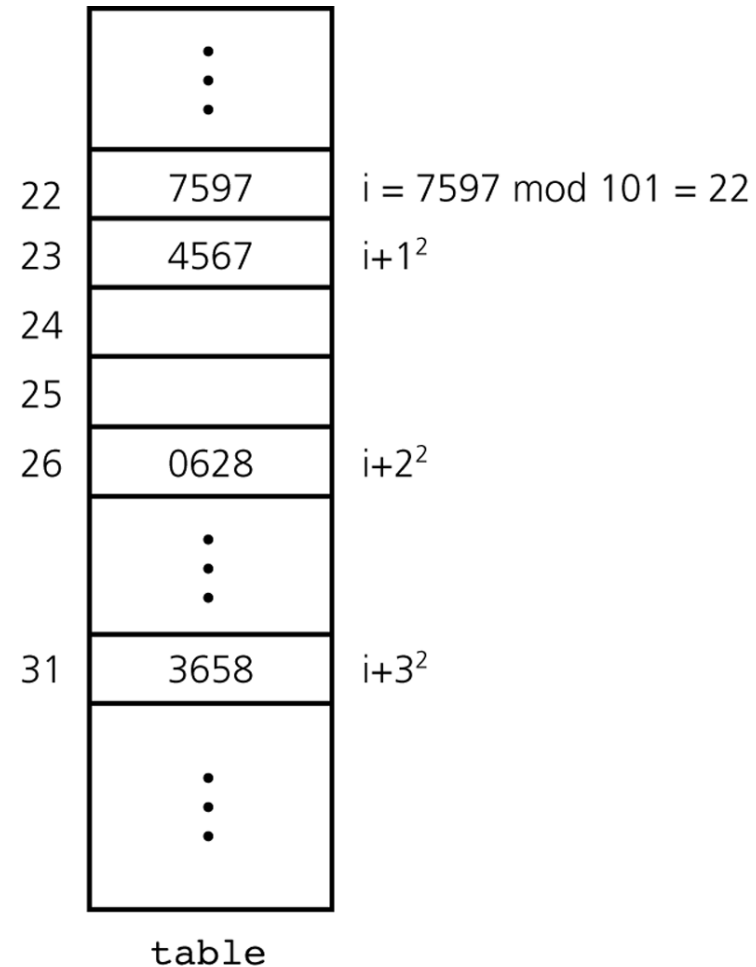 22 7597 i = 7597 mod 101 = 22
23 4567 i+1²
24
25
26 0628 i+2²
31 3658 i+3²
table